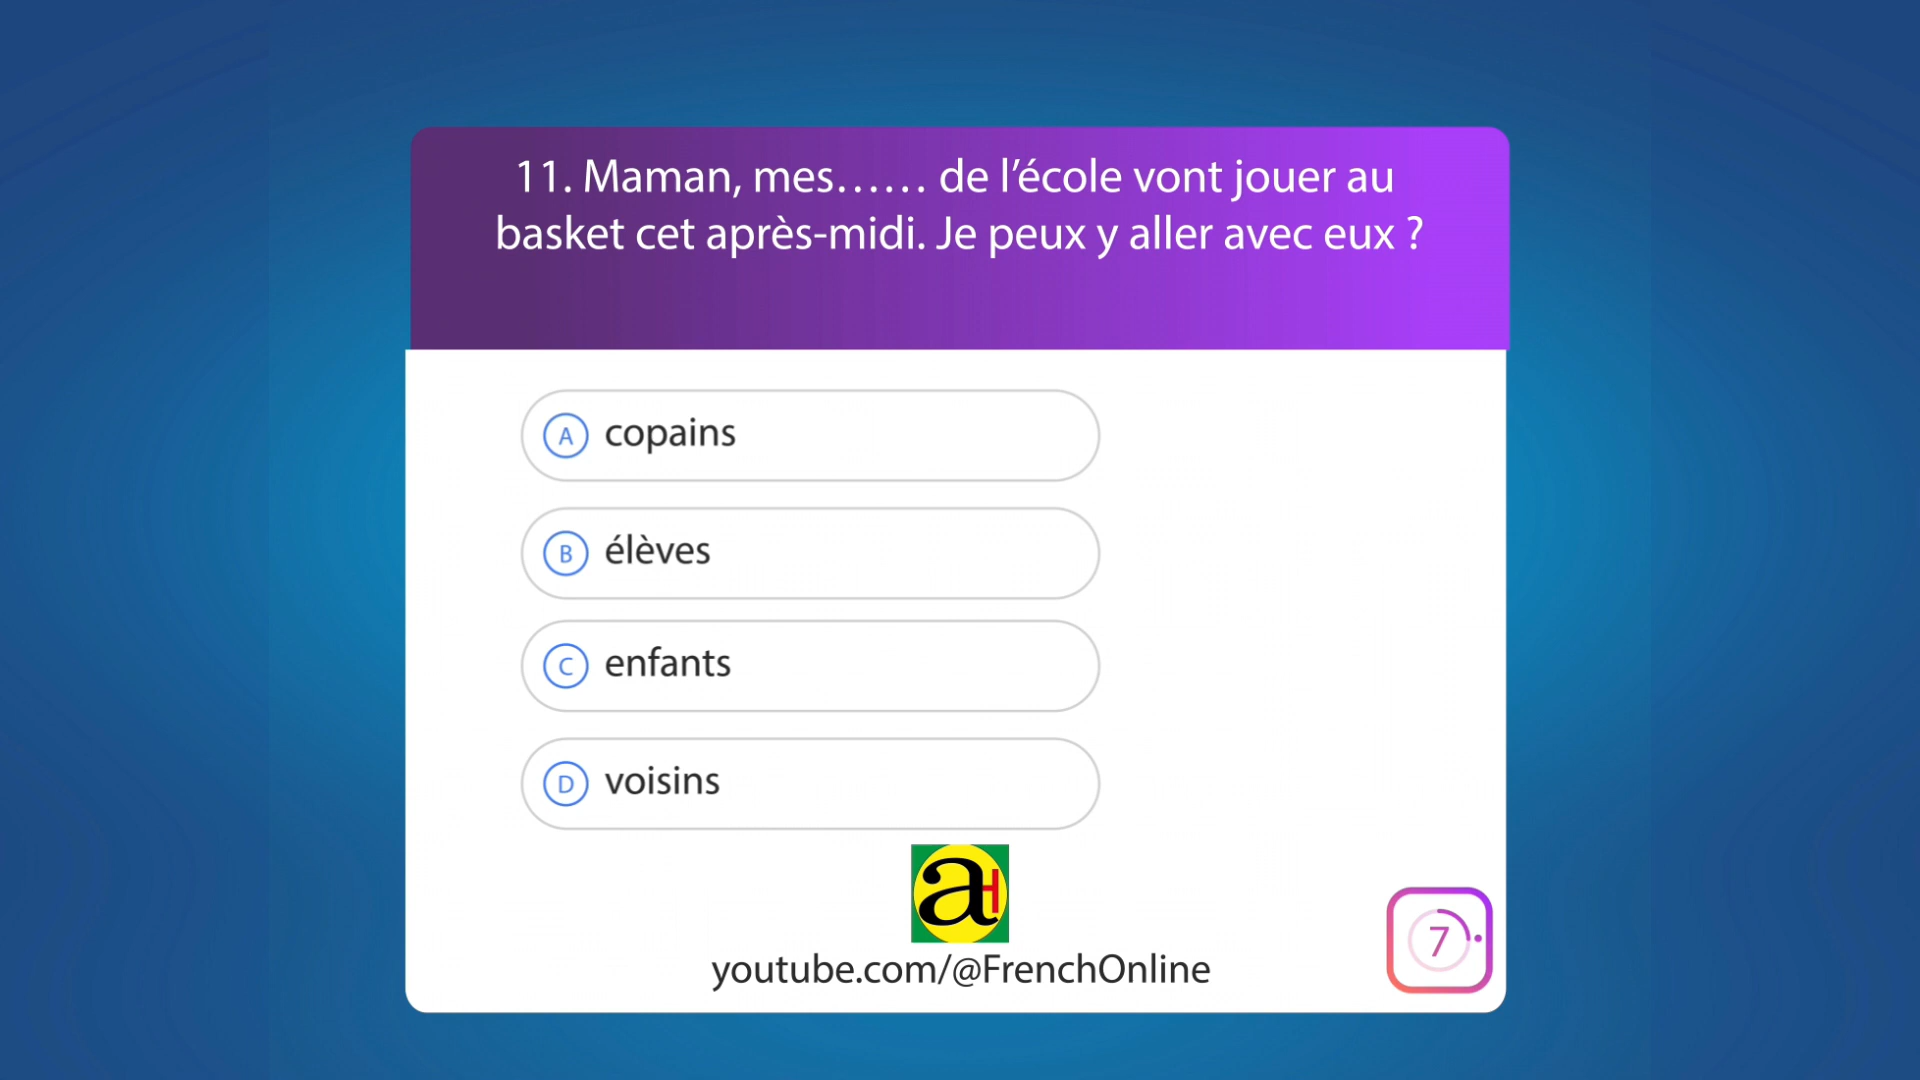 11. Maman, mes...... de l’école vont jouer au
basket cet après-midi. Je peux y aller avec eux ?
A copains
B élèves
C enfants
D voisins
aH
youtube.com/@FrenchOnline
7